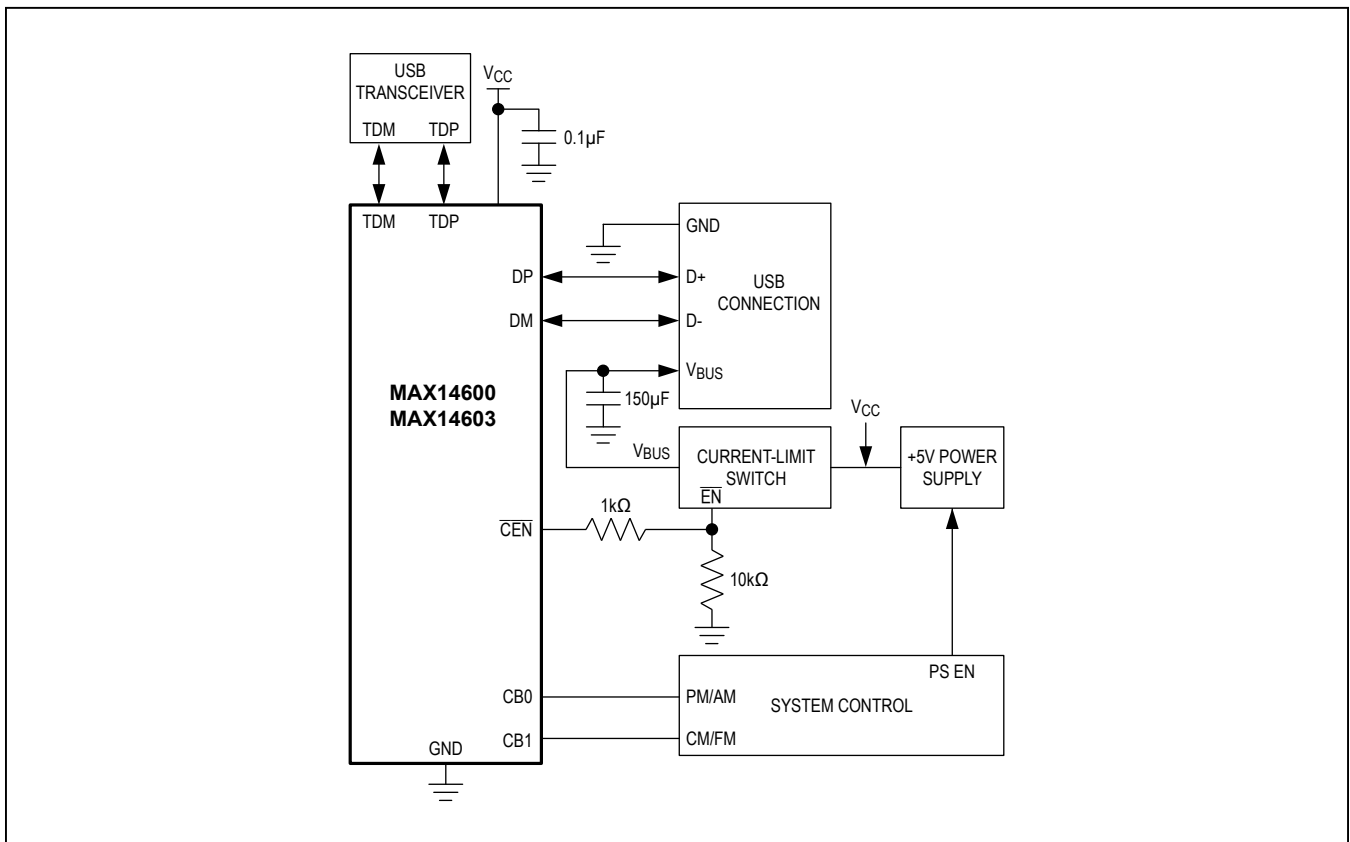 USB
TRANSCEIVER
TDM TDP
VCC
0.1µF
TDM TDP
DP
DM
MAX14600
MAX14603
CEN
CB0
CB1
GND
GND
D+
USB
CONNECTION
D-
VBUS
150µF
VBUS
CURRENT-LIMIT
SWITCH
EN
VCC
+5V POWER
SUPPLY
1kΩ
10kΩ
PS EN
PM/AM
SYSTEM CONTROL
CM/FM